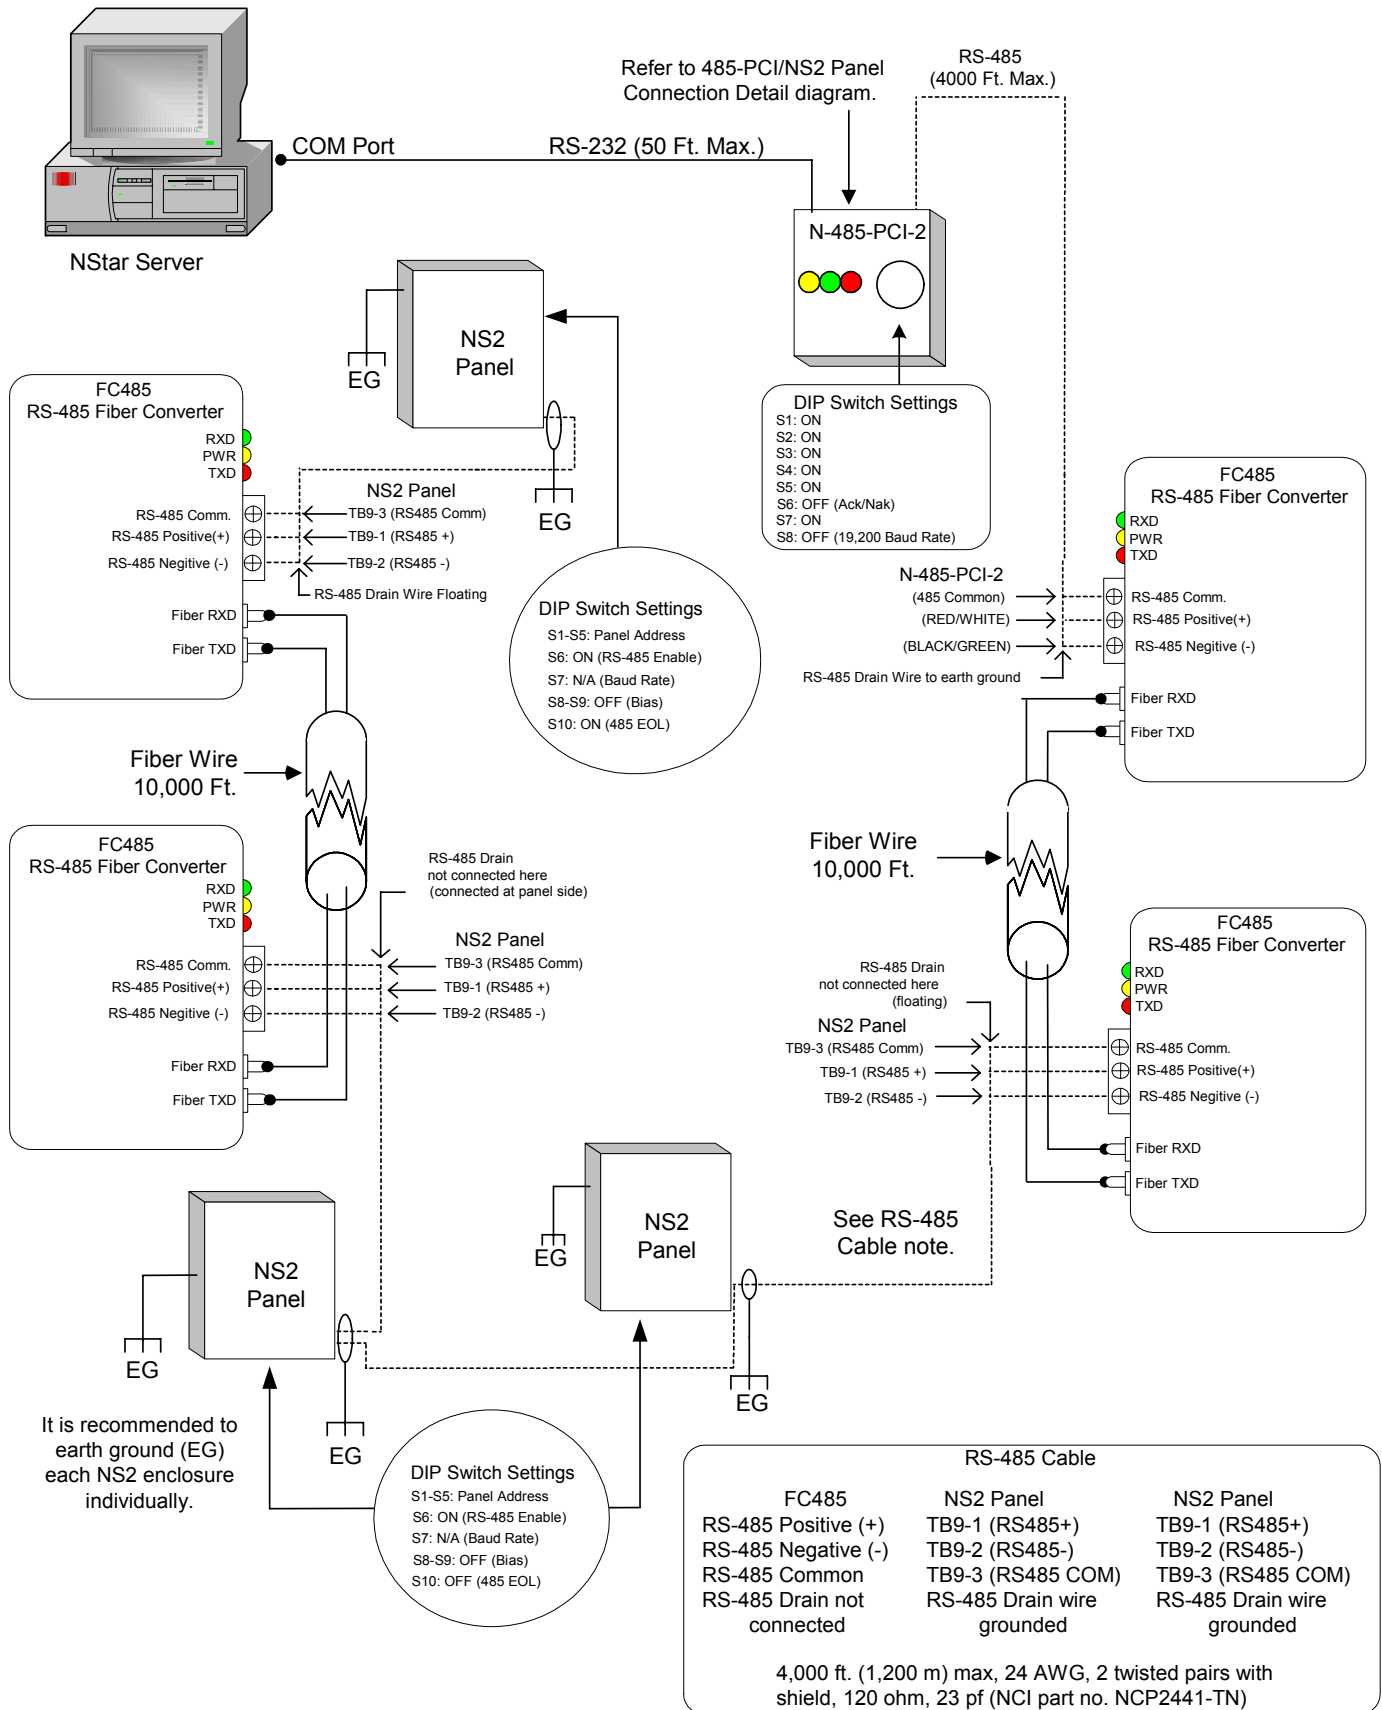 RS-485
(4000 Ft. Max.)
Refer to 485-PCI/NS2 Panel
Connection Detail diagram.
COM Port
RS-232 (50 Ft. Max.)
NStar Server
N-485-PCI-2
NS2
Panel
EG
EG
DIP Switch Settings
S1: ON
S2: ON
S3: ON
S4: ON
S5: ON
S6: OFF (Ack/Nak)
S7: ON
S8: OFF (19,200 Baud Rate)
FC485
RS-485 Fiber Converter
RXD
PWR
TXD
RS-485 Comm.
RS-485 Positive(+)
RS-485 Negitive (-)
Fiber RXD
Fiber TXD
NS2 Panel
TB9-3 (RS485 Comm)
TB9-1 (RS485 +)
TB9-2 (RS485 -)
RS-485 Drain Wire Floating
DIP Switch Settings
S1-S5: Panel Address
S6: ON (RS-485 Enable)
S7: N/A (Baud Rate)
S8-S9: OFF (Bias)
S10: ON (485 EOL)
FC485
RS-485 Fiber Converter
RXD
PWR
TXD
N-485-PCI-2
(485 Common)
(RED/WHITE)
(BLACK/GREEN)
RS-485 Drain Wire to earth ground
RS-485 Comm.
RS-485 Positive(+)
RS-485 Negitive (-)
Fiber RXD
Fiber TXD
Fiber Wire
10,000 Ft.
FC485
RS-485 Fiber Converter
RXD
PWR
TXD
RS-485 Comm.
RS-485 Positive(+)
RS-485 Negitive (-)
Fiber RXD
Fiber TXD
RS-485 Drain
not connected here
(connected at panel side)
NS2 Panel
TB9-3 (RS485 Comm)
TB9-1 (RS485 +)
TB9-2 (RS485 -)
Fiber Wire
10,000 Ft.
FC485
RS-485 Fiber Converter
RXD
PWR
TXD
RS-485 Drain
not connected here
(floating)
NS2 Panel
TB9-3 (RS485 Comm)
TB9-1 (RS485 +)
TB9-2 (RS485 -)
RS-485 Comm.
RS-485 Positive(+)
RS-485 Negitive (-)
Fiber RXD
Fiber TXD
NS2
Panel
EG
EG
See RS-485
Cable note.
NS2
Panel
EG
EG
It is recommended to
earth ground (EG)
each NS2 enclosure
individually.
DIP Switch Settings
S1-S5: Panel Address
S6: ON (RS-485 Enable)
S7: N/A (Baud Rate)
S8-S9: OFF (Bias)
S10: OFF (485 EOL)
RS-485 Cable
FC485 NS2 Panel NS2 Panel
RS-485 Positive (+) TB9-1 (RS485+) TB9-1 (RS485+)
RS-485 Negative (-) TB9-2 (RS485-) TB9-2 (RS485-)
RS-485 Common TB9-3 (RS485 COM) TB9-3 (RS485 COM)
RS-485 Drain not RS-485 Drain wire RS-485 Drain wire
connected grounded grounded
4,000 ft. (1,200 m) max, 24 AWG, 2 twisted pairs with
shield, 120 ohm, 23 pf (NCI part no. NCP2441-TN)